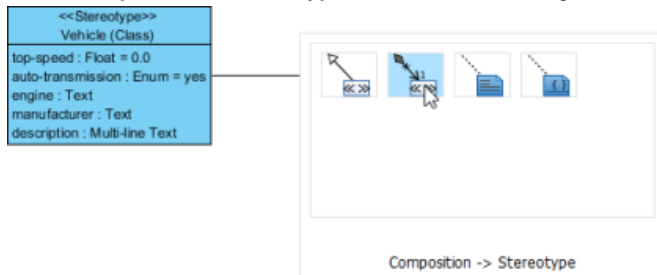 <<Stereotype>>
Vehicle (Class)
top-speed : Float = 0.0
auto-transmission : Enum = yes
engine : Text
manufacturer : Text
description : Multi-line Text
1
Composition -> Stereotype